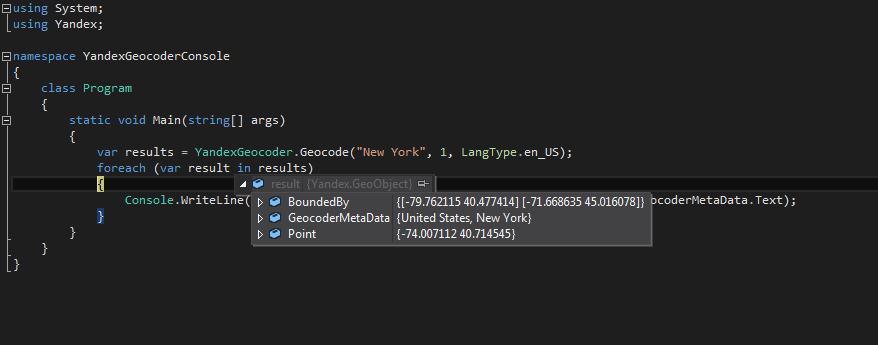 using System;
using Yandex;
namespace YandexGeocoderConsole
{
class Program
{
static void Main(string[] args)
{
var results = YandexGeocoder.Geocode("New York", 1, LangType.en_US);
foreach (var result in results)
{
result {Yandex.GeoObject}
Console.WriteLine( ocoderMetaData.Text);
BoundedBy {[-79.762115 40.477414] [-71.668635 45.016078]}
GeocoderMetaData {United States, New York}
Point {-74.007112 40.714545}
}
}
}
}